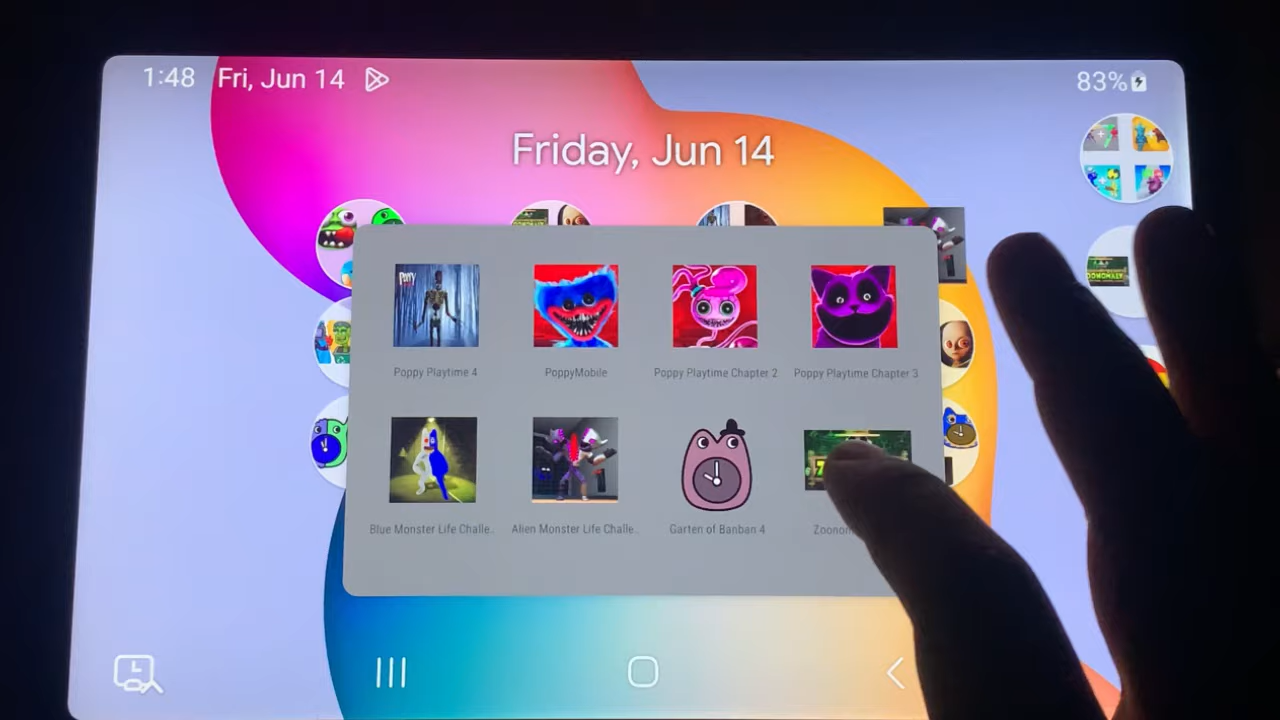 1:48 Fri, Jun 14
83%
Friday, Jun 14
Poppy Playtime 4
PoppyMobile
Poppy Playtime Chapter 2
Poppy Playtime Chapter 3
Blue Monster Life Challe..
Alien Monster Life Challe..
Garten of Banban 4